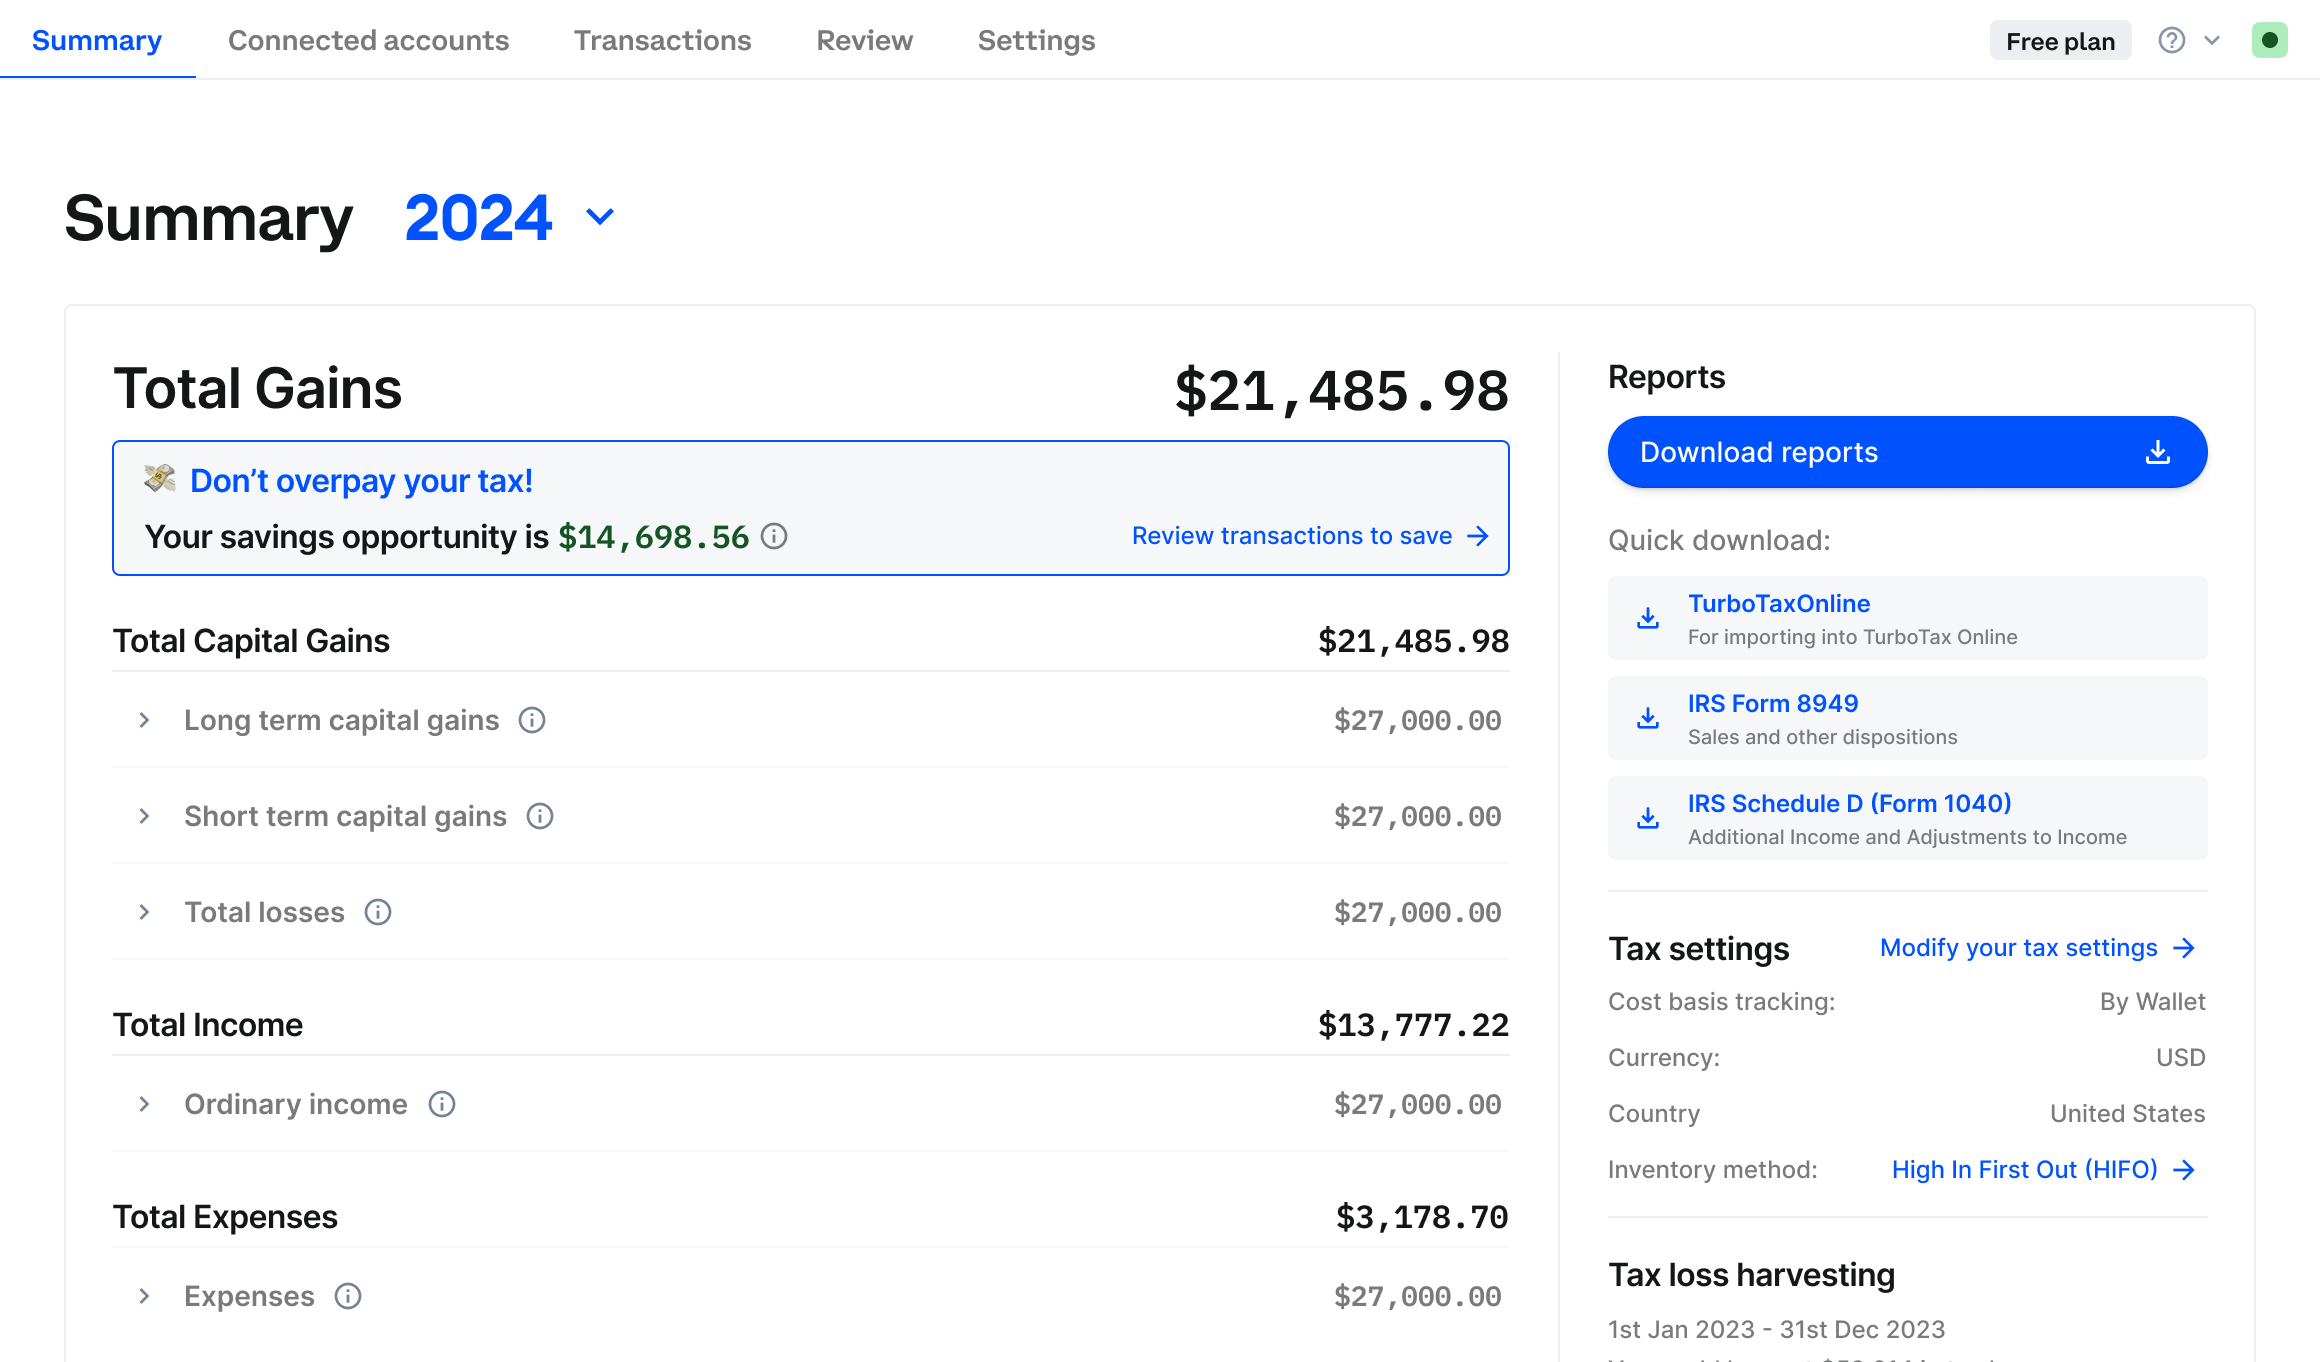 Summary
Connected accounts
Transactions
Review
Settings
Free plan
Summary 2024
Total Gains $21,485.98
Don’t overpay your tax!
Your savings opportunity is $14,698.56
Review transactions to save
Total Capital Gains $21,485.98
Long term capital gains $27,000.00
Short term capital gains $27,000.00
Total losses $27,000.00
Total Income $13,777.22
Ordinary income $27,000.00
Total Expenses $3,178.70
Expenses $27,000.00
Reports
Download reports
Quick download:
TurboTaxOnline
For importing into TurboTax Online
IRS Form 8949
Sales and other dispositions
IRS Schedule D (Form 1040)
Additional Income and Adjustments to Income
Tax settings
Modify your tax settings
Cost basis tracking: By Wallet
Currency: USD
Country United States
Inventory method: High In First Out (HIFO)
Tax loss harvesting
1st Jan 2023 - 31st Dec 2023